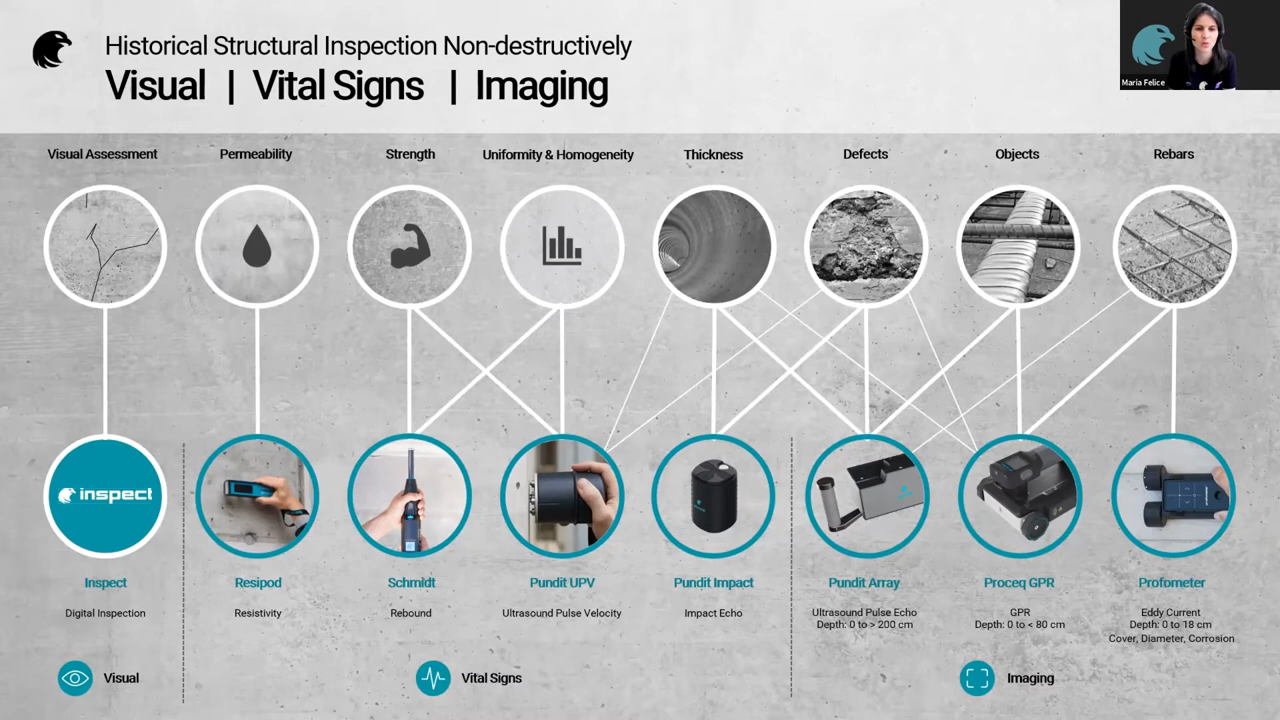 Historical Structural Inspection Non-destructively
Visual | Vital Signs | Imaging
Maria Felice
Visual Assessment
Permeability
Strength
Uniformity & Homogeneity
Thickness
Defects
Objects
Rebars
inspect
Inspect
Resipod
Schmidt
Pundit UPV
Pundit Impact
Pundit Array
Proceq GPR
Profometer
Digital Inspection
Resistivity
Rebound
Ultrasound Pulse Velocity
Impact Echo
Ultrasound Pulse Echo
Depth: 0 to > 200 cm
GPR
Depth: 0 to < 80 cm
Eddy Current
Depth: 0 to 18 cm
Cover, Diameter, Corrosion
Visual
Vital Signs
Imaging